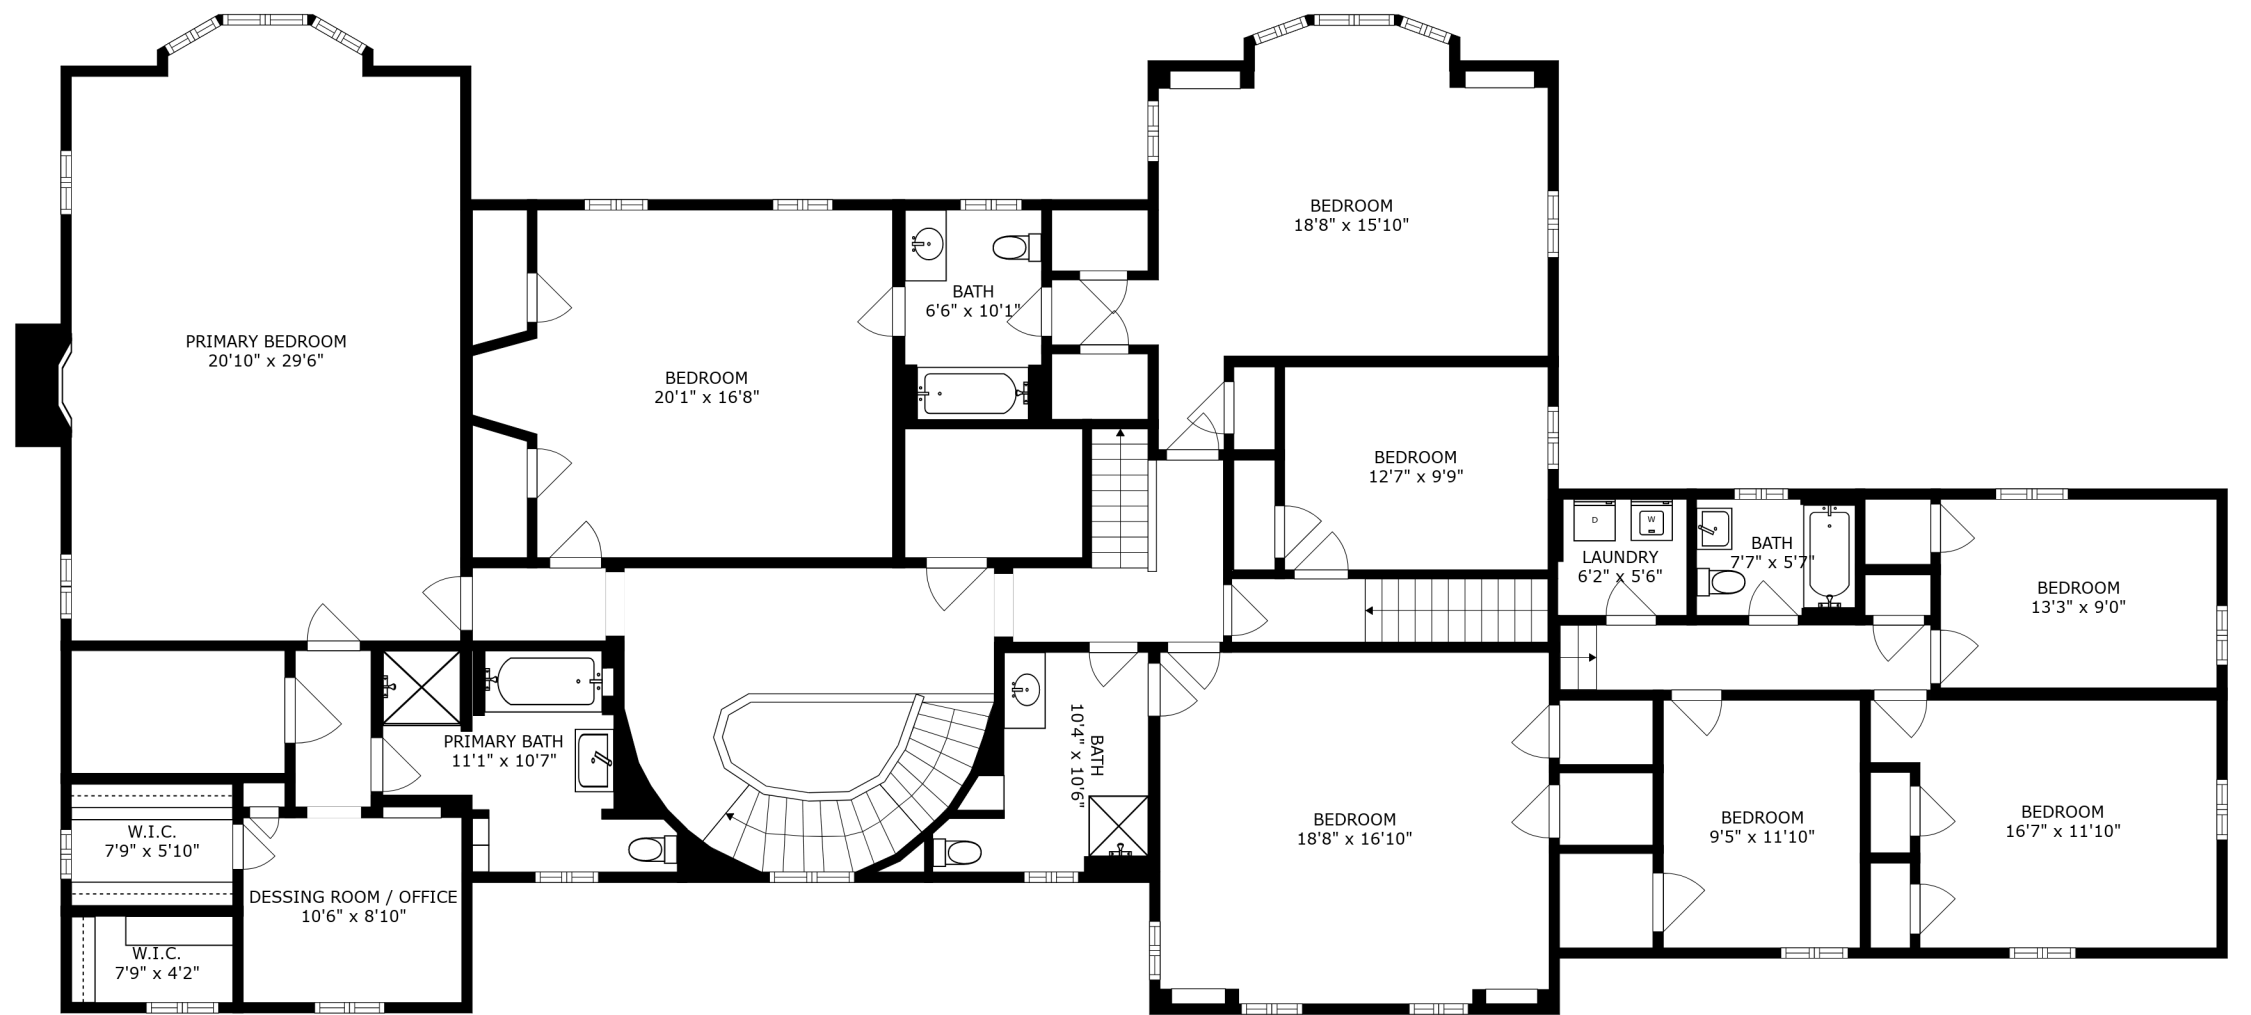 PRIMARY BEDROOM
20'10" x 29'6"
BEDROOM
20'1" x 16'8"
BATH
6'6" x 10'1"
BEDROOM
18'8" x 15'10"
BEDROOM
12'7" x 9'9"
D
W
LAUNDRY
6'2" x 5'6"
BATH
7'7" x 5'7"
BEDROOM
13'3" x 9'0"
PRIMARY BATH
11'1" x 10'7"
BATH
10'4" x 10'6"
W.I.C.
7'9" x 5'10"
DESSING ROOM / OFFICE
10'6" x 8'10"
W.I.C.
7'9" x 4'2"
BEDROOM
18'8" x 16'10"
BEDROOM
9'5" x 11'10"
BEDROOM
16'7" x 11'10"